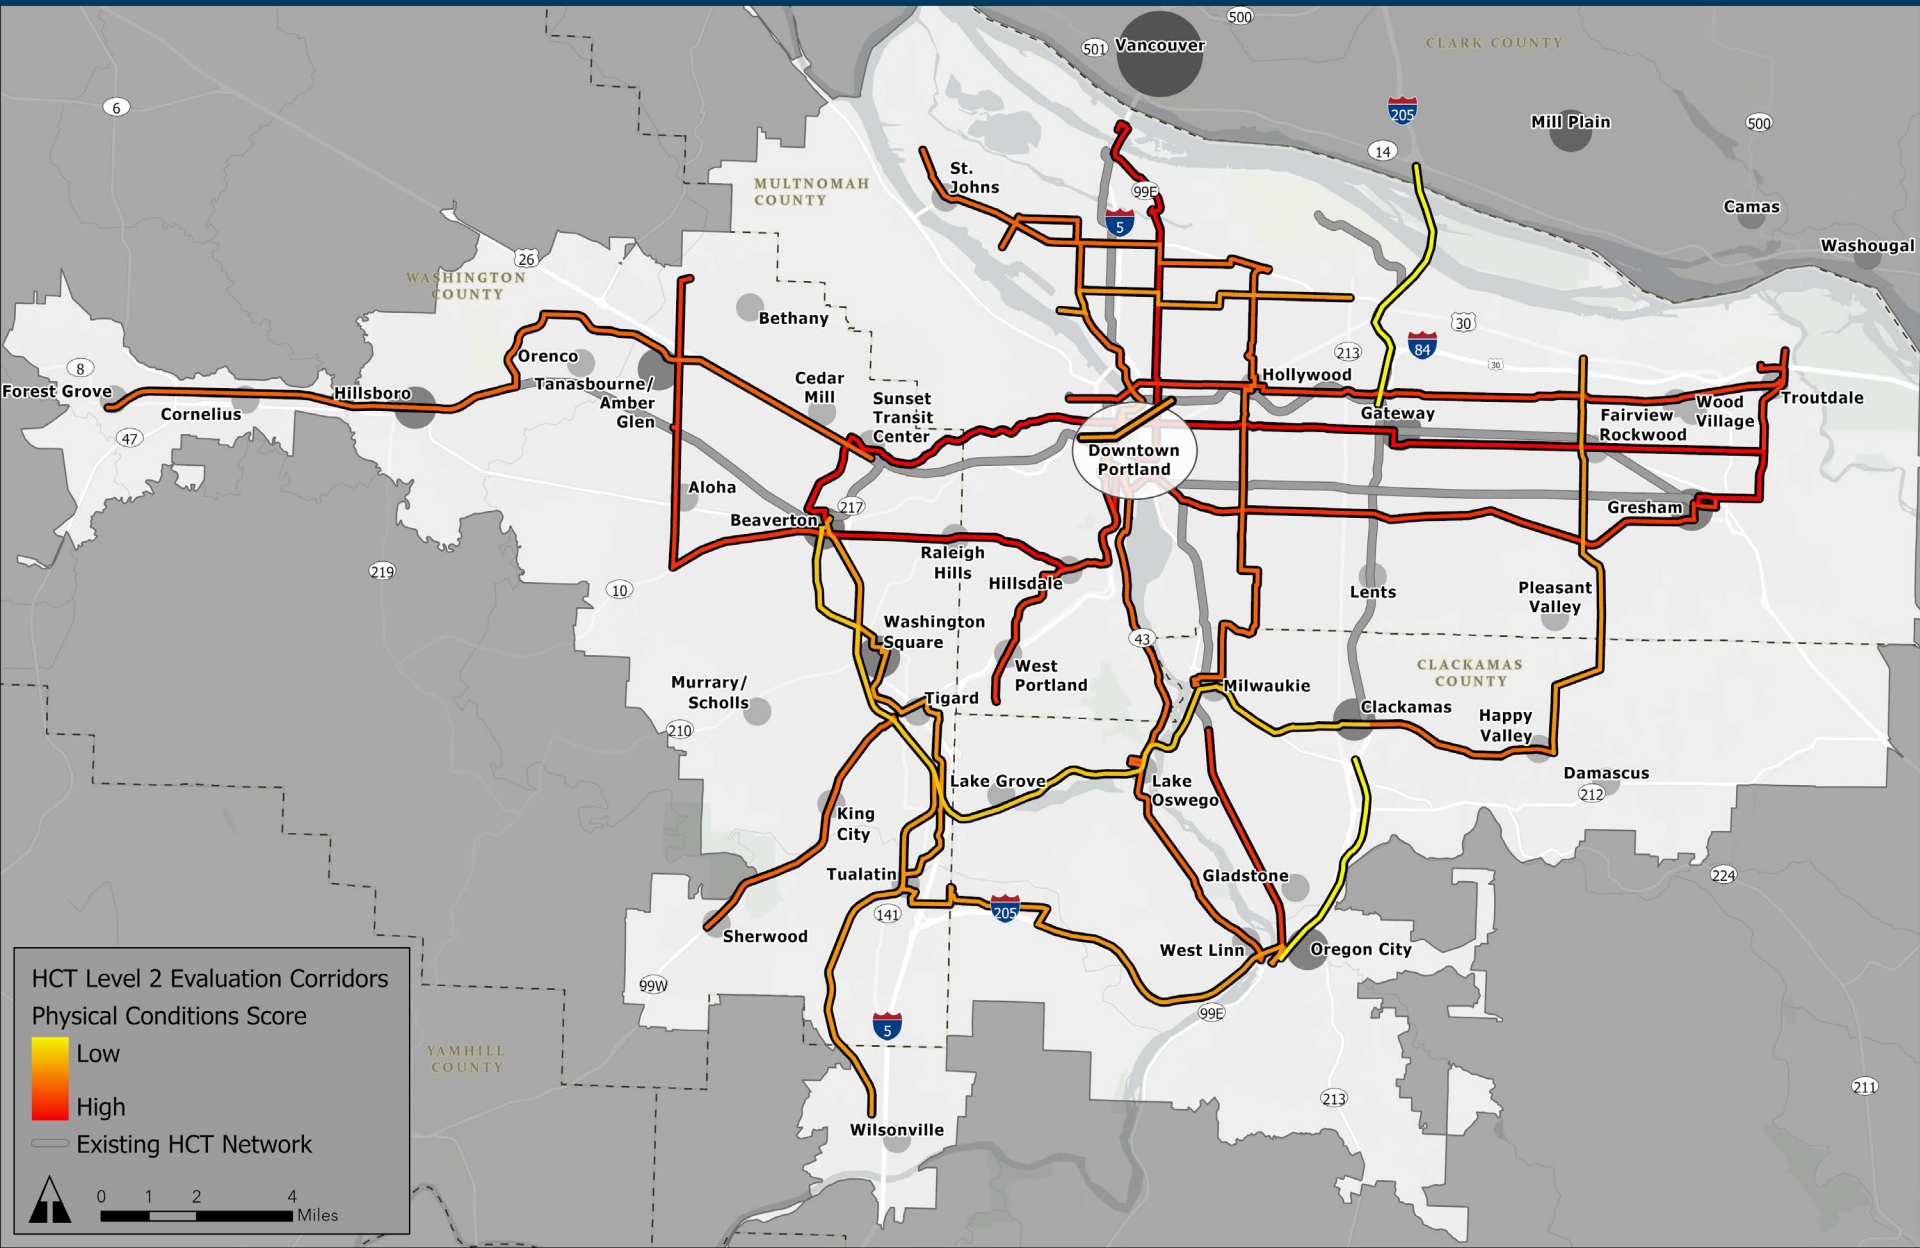 500
501
Vancouver
CLARK COUNTY
6
205
Mill Plain
500
14
St.
Johns
MULTNOMAH
COUNTY
99E
Camas
5
Washougal
26
WASHINGTON
COUNTY
Bethany
30
213
84
30
8
Orenco
Forest Grove
Cornelius
Hillsboro
Tanasbourne/
Amber
Glen
Cedar
Mill
Sunset
Transit
Center
Hollywood
Gateway
Fairview
Rockwood
Wood
Village
Troutdale
47
Downtown
Portland
Aloha
217
Beaverton
Gresham
Raleigh
Hills
Hillsdale
219
10
Lents
Pleasant
Valley
Washington
Square
43
West
Portland
CLACKAMAS
COUNTY
Murrary/
Scholls
Tigard
Milwaukie
Clackamas
Happy
Valley
210
Lake Grove
Lake
Oswego
Damascus
212
King
City
Tualatin
Gladstone
224
141
205
Sherwood
West Linn
Oregon City
99W
99E
5
YAMHILL
COUNTY
213
211
Wilsonville
HCT Level 2 Evaluation Corridors
Physical Conditions Score
Low
High
Existing HCT Network
0 1 2 4
Miles